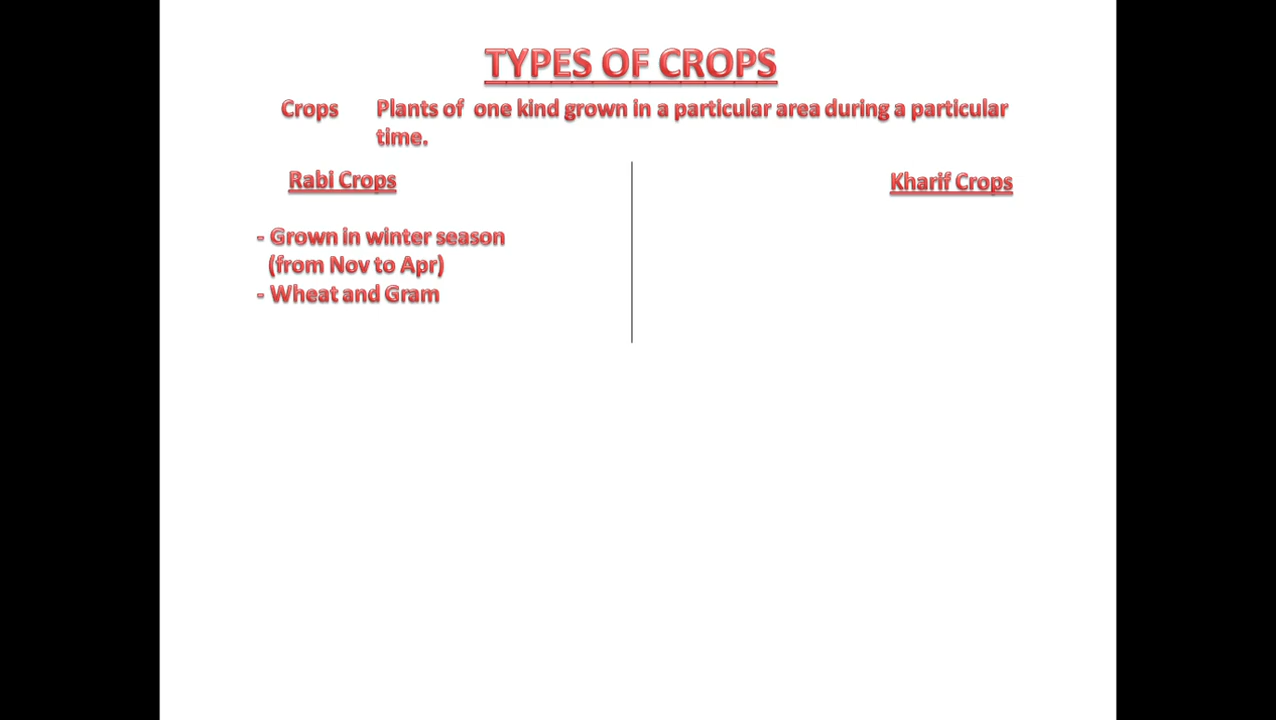 TYPES OF CROPS
Crops Plants of one kind grown in a particular area during a particular
time.
Rabi Crops
- Grown in winter season
(from Nov to Apr)
- Wheat and Gram
Kharif Crops